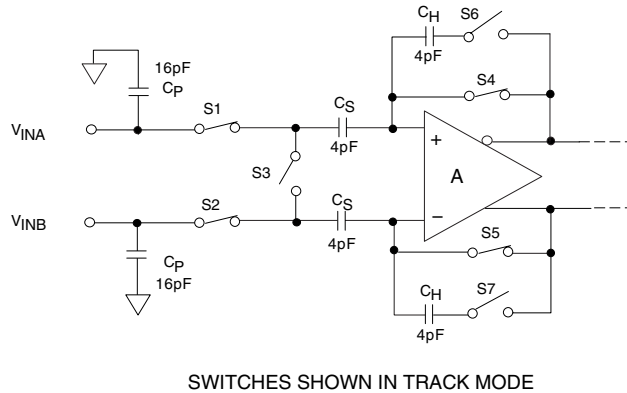 CH
S6
4pF
16pF
CP
S4
S1
CS
VINA
4pF
+
S3
A
S2
CS
VINB
−
4pF
S5
CP
16pF
CH
S7
4pF
SWITCHES SHOWN IN TRACK MODE